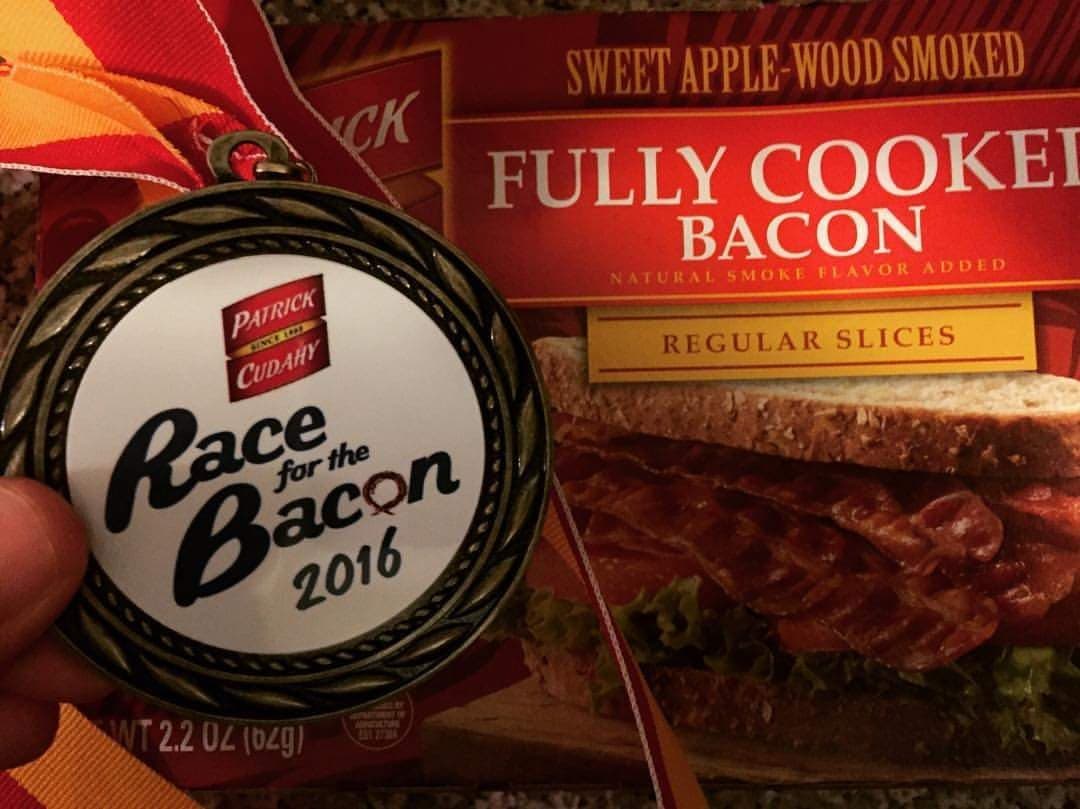 PATRICK
SINCE 1888
CUDAHY
Race
for the
Bacon
2016
ICK
SWEET APPLE-WOOD SMOKED
FULLY COOKED
BACON
NATURAL SMOKE FLAVOR ADDED
REGULAR SLICES
WT 2.2 OZ (62g)